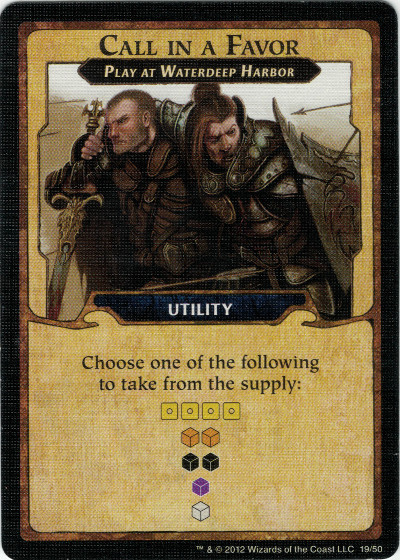 CALL IN A FAVOR
PLAY AT WATERDEEP HARBOR
UTILITY
Choose one of the following
to take from the supply:
™ & © 2012 Wizards of the Coast LLC 19/50